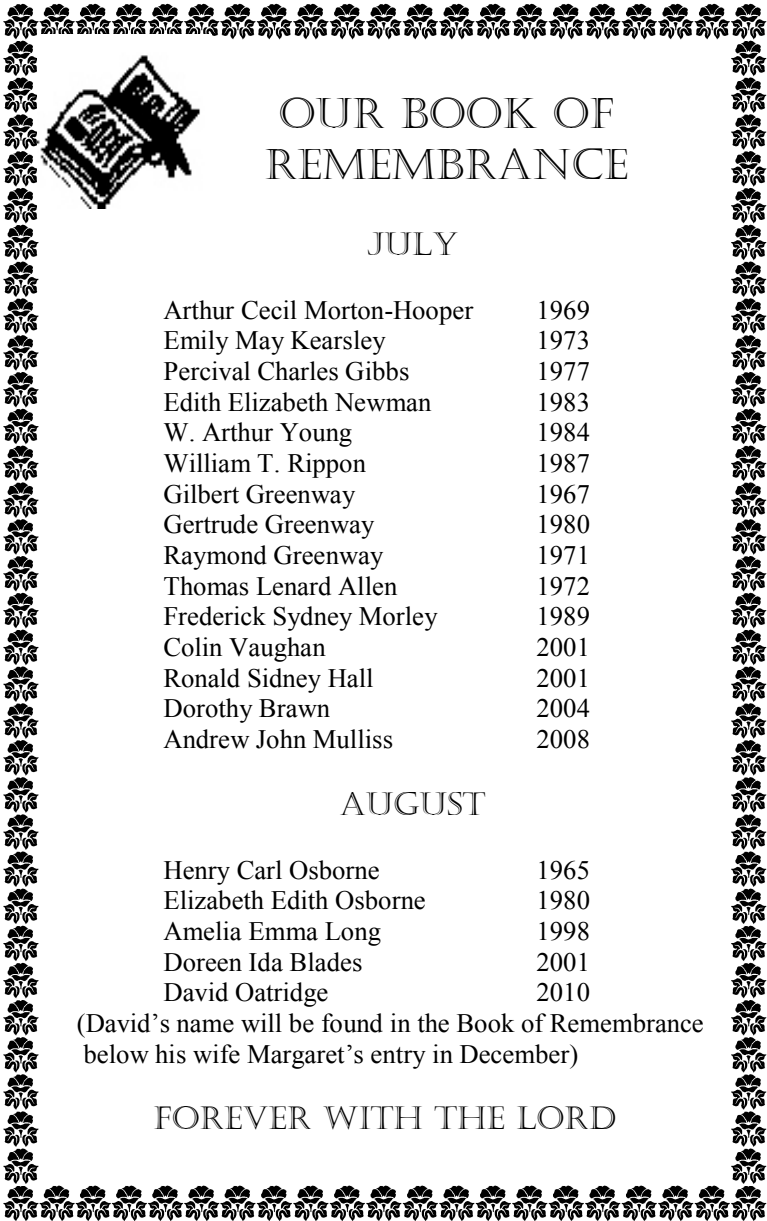 OUR BOOK OF
REMEMBRANCE
JULY
Arthur Cecil Morton-Hooper 1969
Emily May Kearsley 1973
Percival Charles Gibbs 1977
Edith Elizabeth Newman 1983
W. Arthur Young 1984
William T. Rippon 1987
Gilbert Greenway 1967
Gertrude Greenway 1980
Raymond Greenway 1971
Thomas Lenard Allen 1972
Frederick Sydney Morley 1989
Colin Vaughan 2001
Ronald Sidney Hall 2001
Dorothy Brawn 2004
Andrew John Mulliss 2008
AUGUST
Henry Carl Osborne 1965
Elizabeth Edith Osborne 1980
Amelia Emma Long 1998
Doreen Ida Blades 2001
David Oatridge 2010
(David’s name will be found in the Book of Remembrance
below his wife Margaret’s entry in December)
FOREVER WITH THE LORD